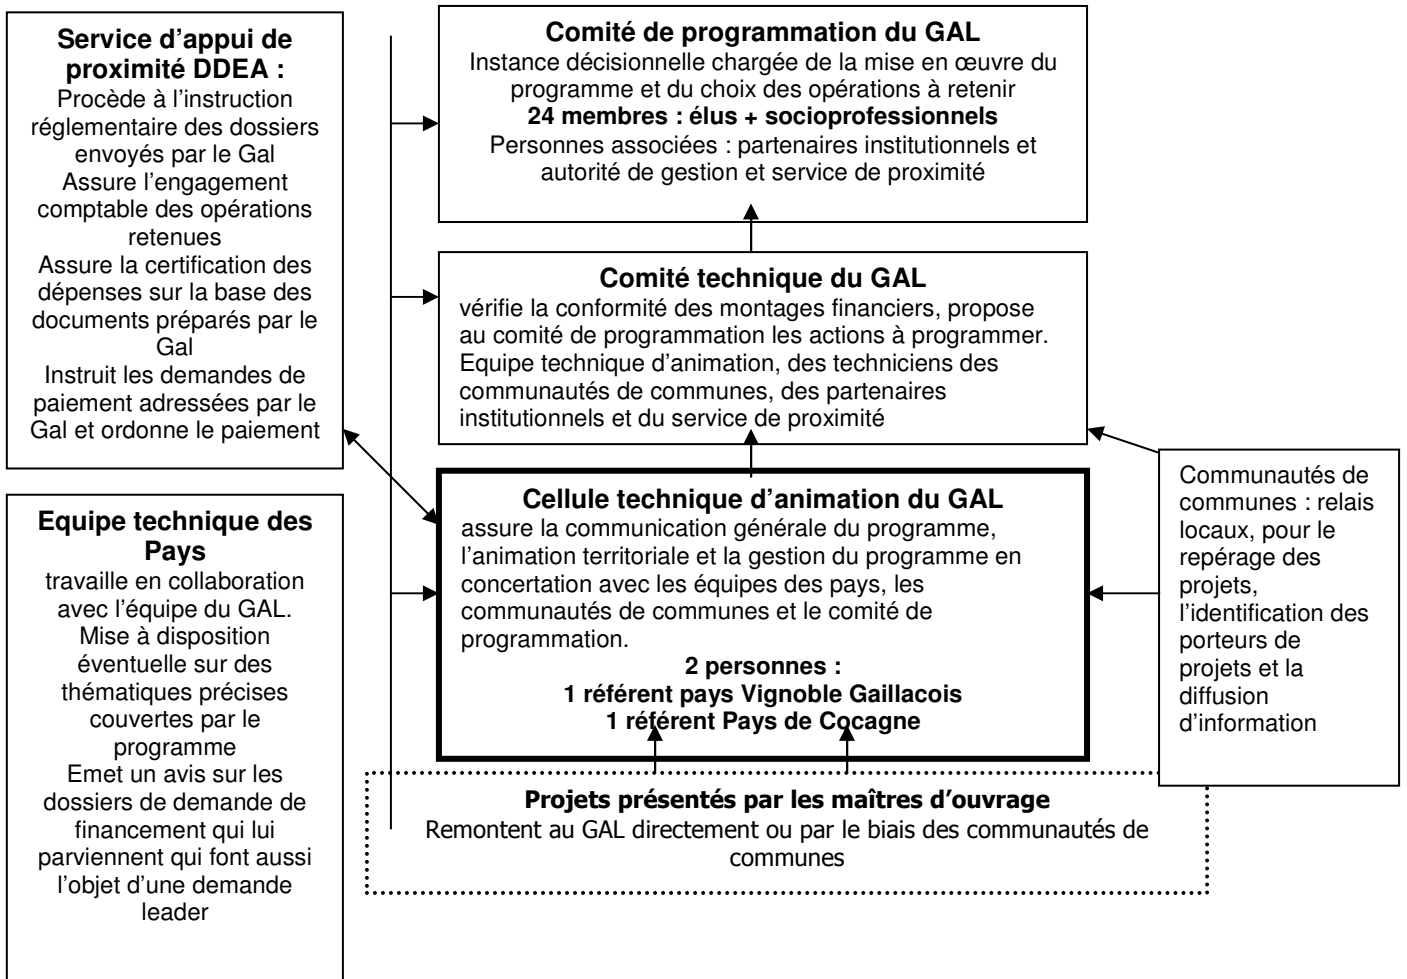 Service d'appui de
proximité DDEA :
Procède à l'instruction
réglementaire des dossiers
envoyés par le Gal
Assure l'engagement
comptable des opérations
retenues
Assure la certification des
dépenses sur la base des
documents préparés par le
Gal
Instruit les demandes de
paiement adressées par le
Gal et ordonne le paiement
Equipe technique des
Pays
travaille en collaboration
avec l'équipe du GAL.
Mise à disposition
éventuelle sur des
thématiques précises
couvertes par le
programme
Emet un avis sur les
dossiers de demande de
financement qui lui
parviennent qui font aussi
l'objet d'une demande
leader
Comité de programmation du GAL
Instance décisionnelle chargée de la mise en œuvre du
programme et du choix des opérations à retenir
24 membres : élus + socioprofessionnels
Personnes associées : partenaires institutionnels et
autorité de gestion et service de proximité
Comité technique du GAL
vérifie la conformité des montages financiers, propose
au comité de programmation les actions à programmer.
Equipe technique d'animation, des techniciens des
communautés de communes, des partenaires
institutionnels et du service de proximité
Cellule technique d'animation du GAL
assure la communication générale du programme,
l'animation territoriale et la gestion du programme en
concertation avec les équipes des pays, les
communautés de communes et le comité de
programmation.
2 personnes :
1 référent pays Vignoble Gaillacois
1 référent Pays de Cocagne
Projets présentés par les maîtres d'ouvrage
Remontent au GAL directement ou par le biais des communautés de
communes
Communautés de
communes : relais
locaux, pour le
repérage des
projets,
l'identification des
porteurs de
projets et la
diffusion
d'information